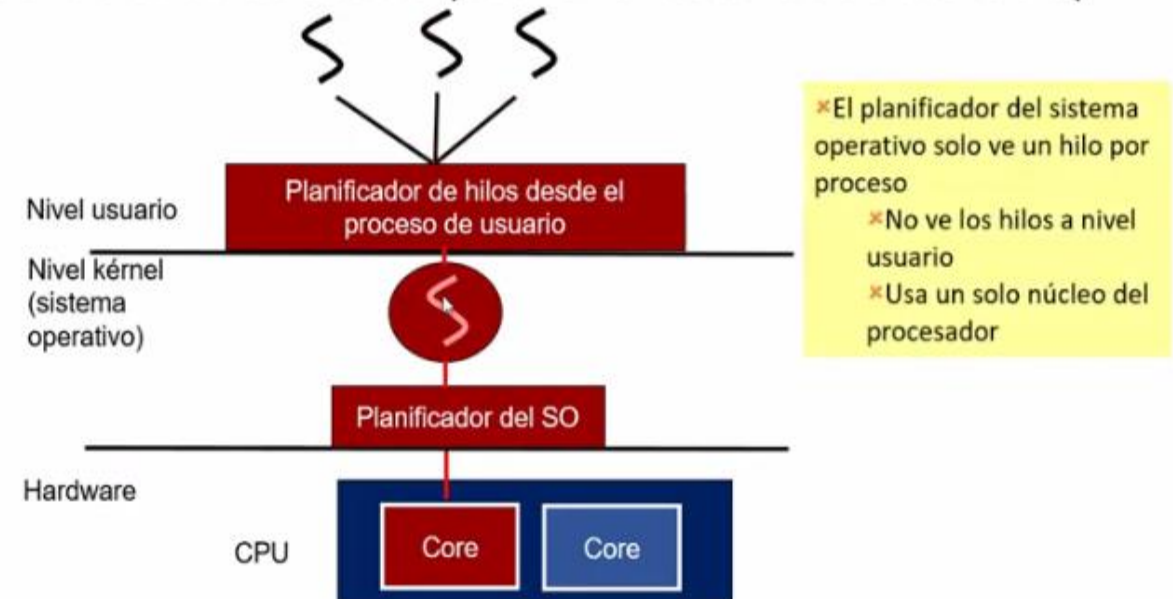 Planificador de hilos desde el
proceso de usuario
Nivel usuario
Nivel kérnel
(sistema
operativo)
Planificador del SO
Hardware
CPU
Core
Core
×El planificador del sistema
operativo solo ve un hilo por
proceso
×No ve los hilos a nivel
usuario
×Usa un solo núcleo del
procesador